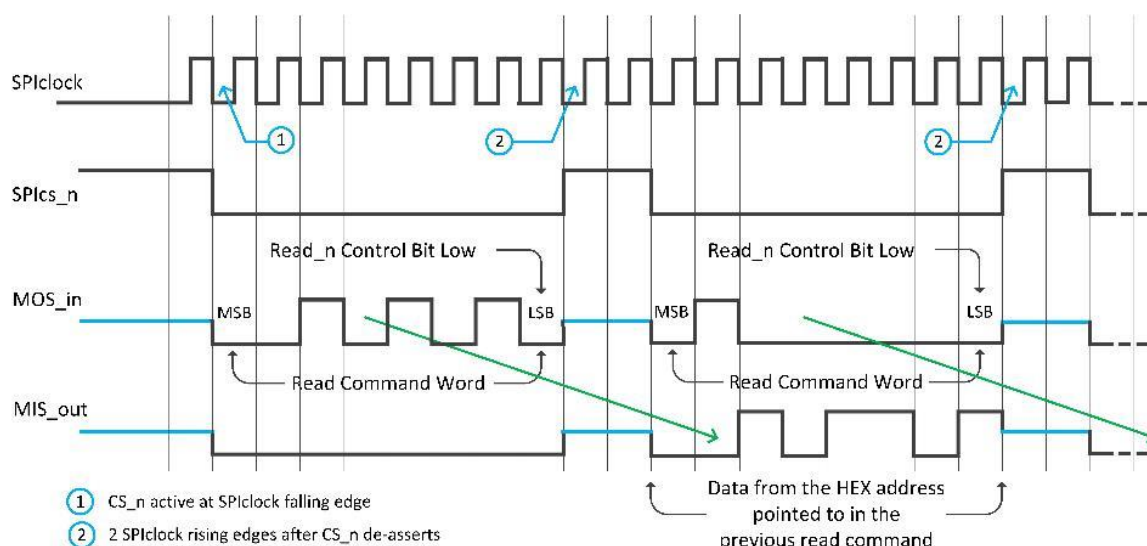 SPIclock
1
2
2
SPIcs_n
Read_n Control Bit Low
Read_n Control Bit Low
MOS_in
MSB
LSB
MSB
LSB
Read Command Word
Read Command Word
MIS_out
1 CS_n active at SPIclock falling edge
2 2 SPIclock rising edges after CS_n de-asserts
Data from the HEX address
pointed to in the
previous read command